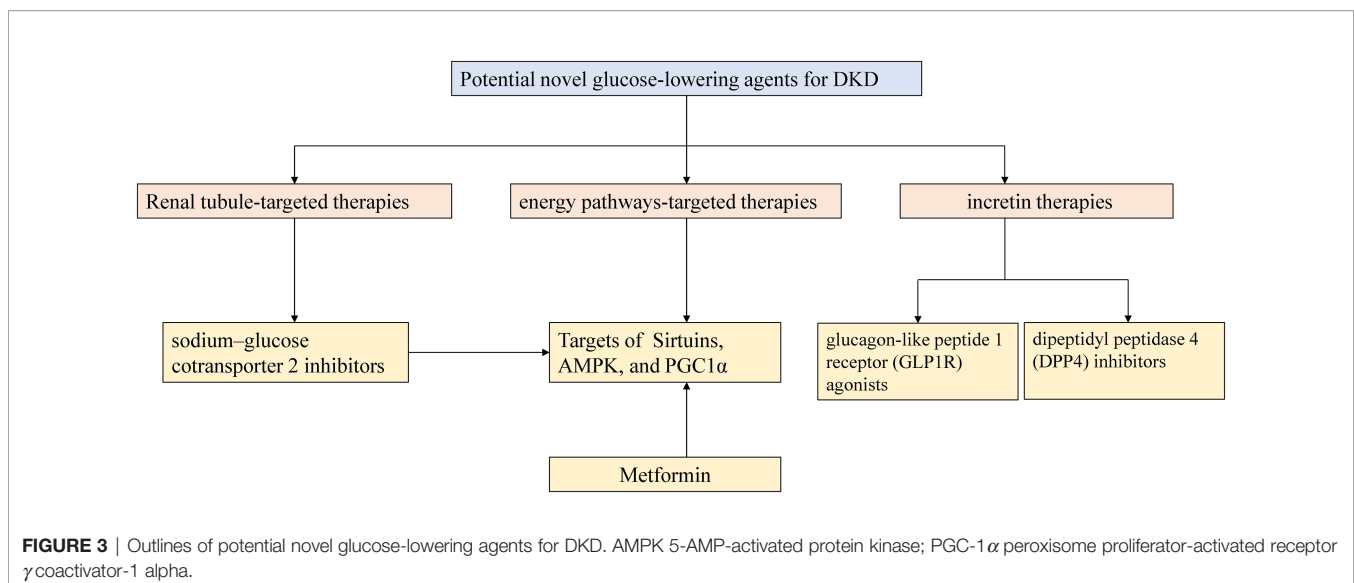 Potential novel glucose-lowering agents for DKD
Renal tubule-targeted therapies
energy pathways-targeted therapies
incretin therapies
sodium–glucose
cotransporter 2 inhibitors
Targets of Sirtuins,
AMPK, and PGC1α
glucagon-like peptide 1
receptor (GLP1R)
agonists
dipeptidyl peptidase 4
(DPP4) inhibitors
Metformin
FIGURE 3 | Outlines of potential novel glucose-lowering agents for DKD. AMPK 5-AMP-activated protein kinase; PGC-1α peroxisome proliferator-activated receptor
γ coactivator-1 alpha.